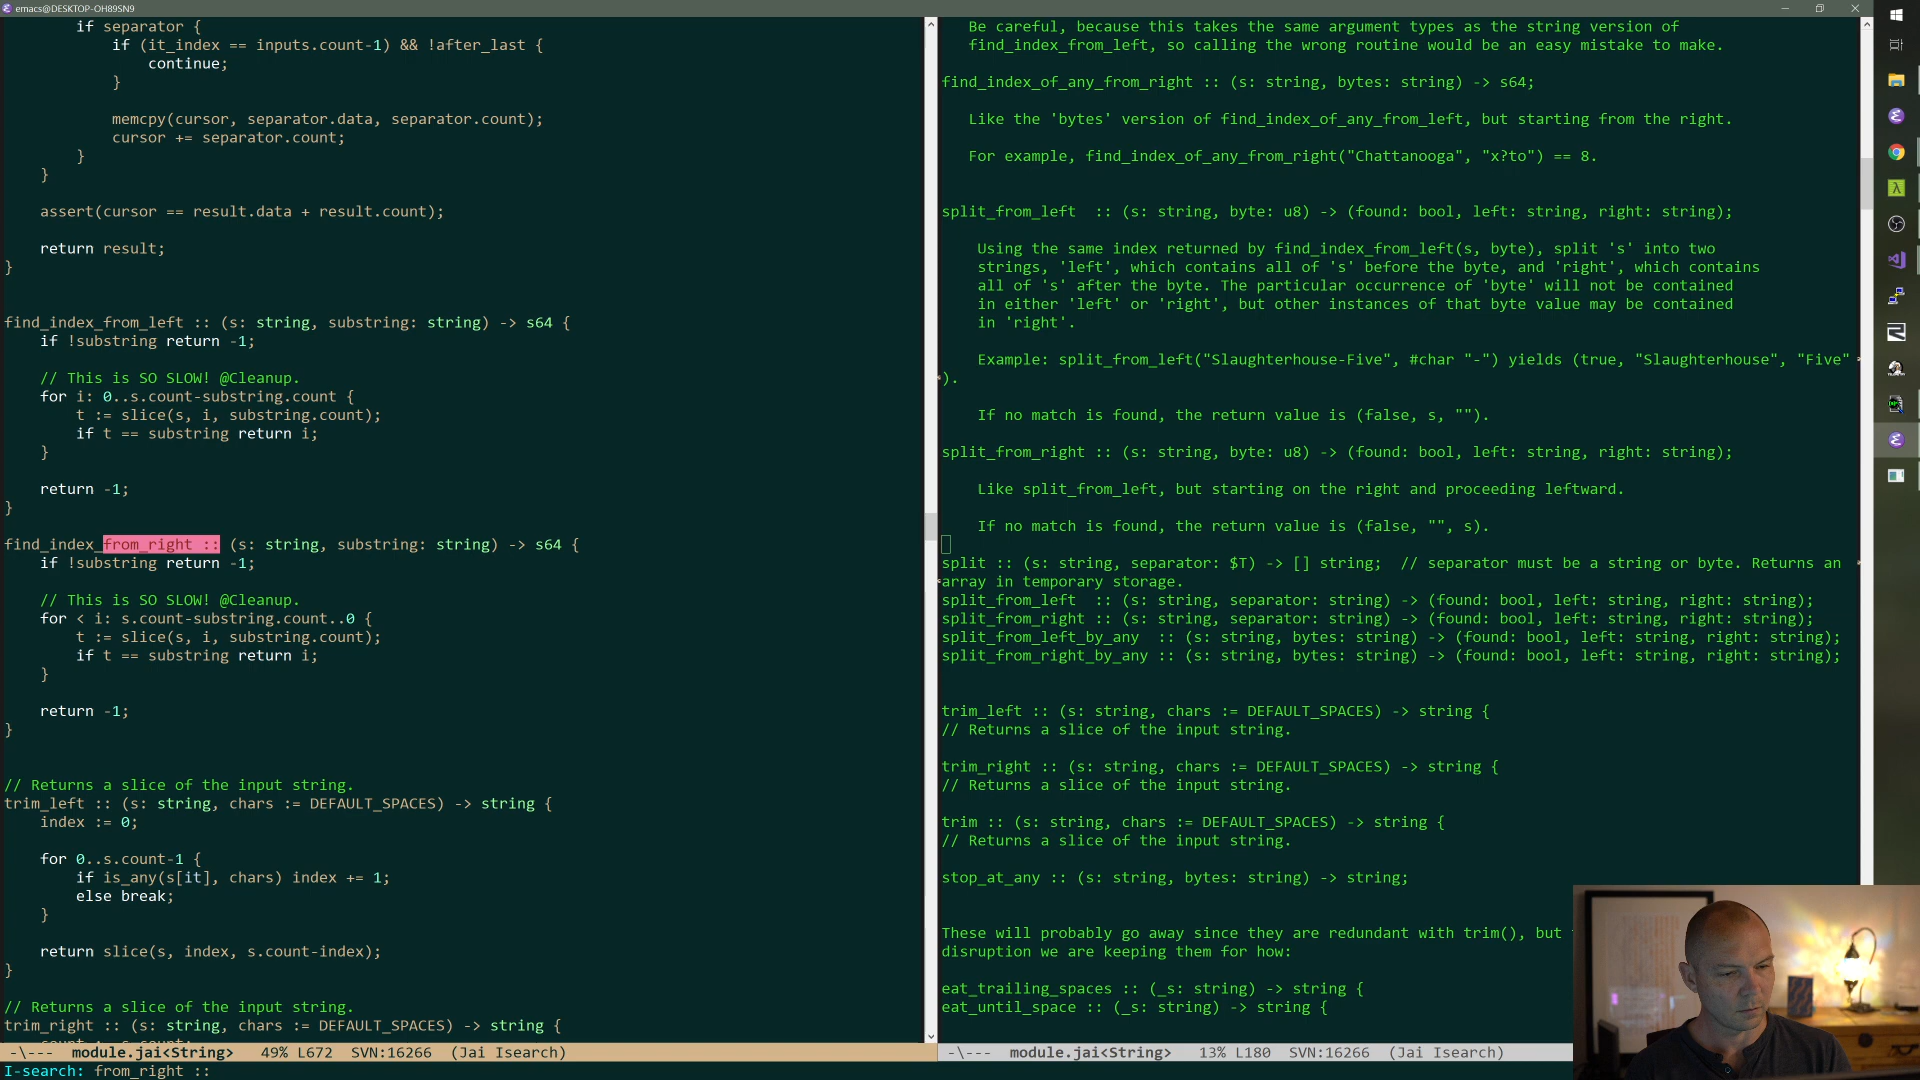 emacs@DESKTOP-OH89SN9
        if separator {
            if (it_index == inputs.count-1) && !after_last {
                continue;
            }
            memcpy(cursor, separator.data, separator.count);
            cursor += separator.count;
        }
    }
    assert(cursor == result.data + result.count);
    return result;
}
find_index_from_left :: (s: string, substring: string) -> s64 {
    if !substring return -1;
    // This is SO SLOW! @Cleanup.
    for i: 0..s.count-substring.count {
        t := slice(s, i, substring.count);
        if t == substring return i;
    }
    return -1;
}
find_index_from_right :: (s: string, substring: string) -> s64 {
    if !substring return -1;
    // This is SO SLOW! @Cleanup.
    for < i: s.count-substring.count..0 {
        t := slice(s, i, substring.count);
        if t == substring return i;
    }
    return -1;
}
// Returns a slice of the input string.
trim_left :: (s: string, chars := DEFAULT_SPACES) -> string {
    index := 0;
    for 0..s.count-1 {
        if is_any(s[it], chars) index += 1;
        else break;
    }
    return slice(s, index, s.count-index);
}
// Returns a slice of the input string.
trim_right :: (s: string, chars := DEFAULT_SPACES) -> string {
-\--- module.jai<String> 49% L672 SVN:16266 (Jai Isearch)
I-search: from_right ::
Be careful, because this takes the same argument types as the string version of
find_index_from_left, so calling the wrong routine would be an easy mistake to make.
find_index_of_any_from_right :: (s: string, bytes: string) -> s64;
Like the 'bytes' version of find_index_of_any_from_left, but starting from the right.
For example, find_index_of_any_from_right("Chattanooga", "x?to") == 8.
split_from_left :: (s: string, byte: u8) -> (found: bool, left: string, right: string);
Using the same index returned by find_index_from_left(s, byte), split 's' into two
strings, 'left', which contains all of 's' before the byte, and 'right', which contains
all of 's' after the byte. The particular occurrence of 'byte' will not be contained
in either 'left' or 'right', but other instances of that byte value may be contained
in 'right'.
Example: split_from_left("Slaughterhouse-Five", #char "-") yields (true, "Slaughterhouse", "Five"
).
If no match is found, the return value is (false, s, "").
split_from_right :: (s: string, byte: u8) -> (found: bool, left: string, right: string);
Like split_from_left, but starting on the right and proceeding leftward.
If no match is found, the return value is (false, "", s).
split :: (s: string, separator: $T) -> [] string;  // separator must be a string or byte. Returns an
array in temporary storage.
split_from_left  :: (s: string, separator: string) -> (found: bool, left: string, right: string);
split_from_right :: (s: string, separator: string) -> (found: bool, left: string, right: string);
split_from_left_by_any  :: (s: string, bytes: string) -> (found: bool, left: string, right: string);
split_from_right_by_any :: (s: string, bytes: string) -> (found: bool, left: string, right: string);
trim_left :: (s: string, chars := DEFAULT_SPACES) -> string {
// Returns a slice of the input string.
trim_right :: (s: string, chars := DEFAULT_SPACES) -> string {
// Returns a slice of the input string.
trim :: (s: string, chars := DEFAULT_SPACES) -> string {
// Returns a slice of the input string.
stop_at_any :: (s: string, bytes: string) -> string;
These will probably go away since they are redundant with trim(), but
disruption we are keeping them for how:
eat_trailing_spaces :: (_s: string) -> string {
eat_until_space :: (_s: string) -> string {
-\--- module.jai<String> 13% L180 SVN:16266 (Jai Isearch)